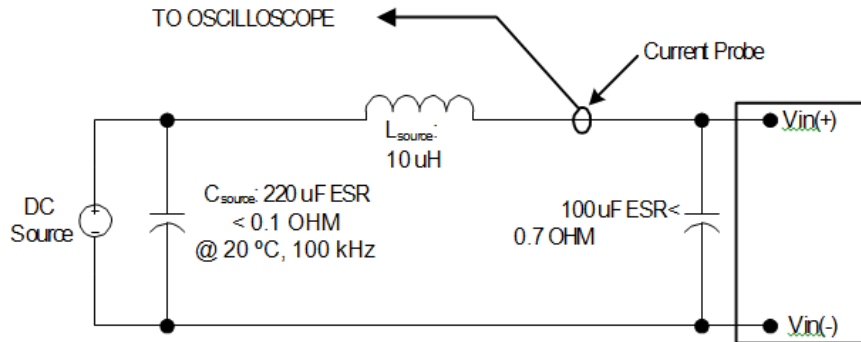 TO OSCILLOSCOPE
Current Probe
Lsource:
10 uH
Vin(+)
DC
Source
+
−
Csource: 220 uF ESR
< 0.1 OHM
@ 20 ºC, 100 kHz
100 uF ESR<
0.7 OHM
Vin(-)